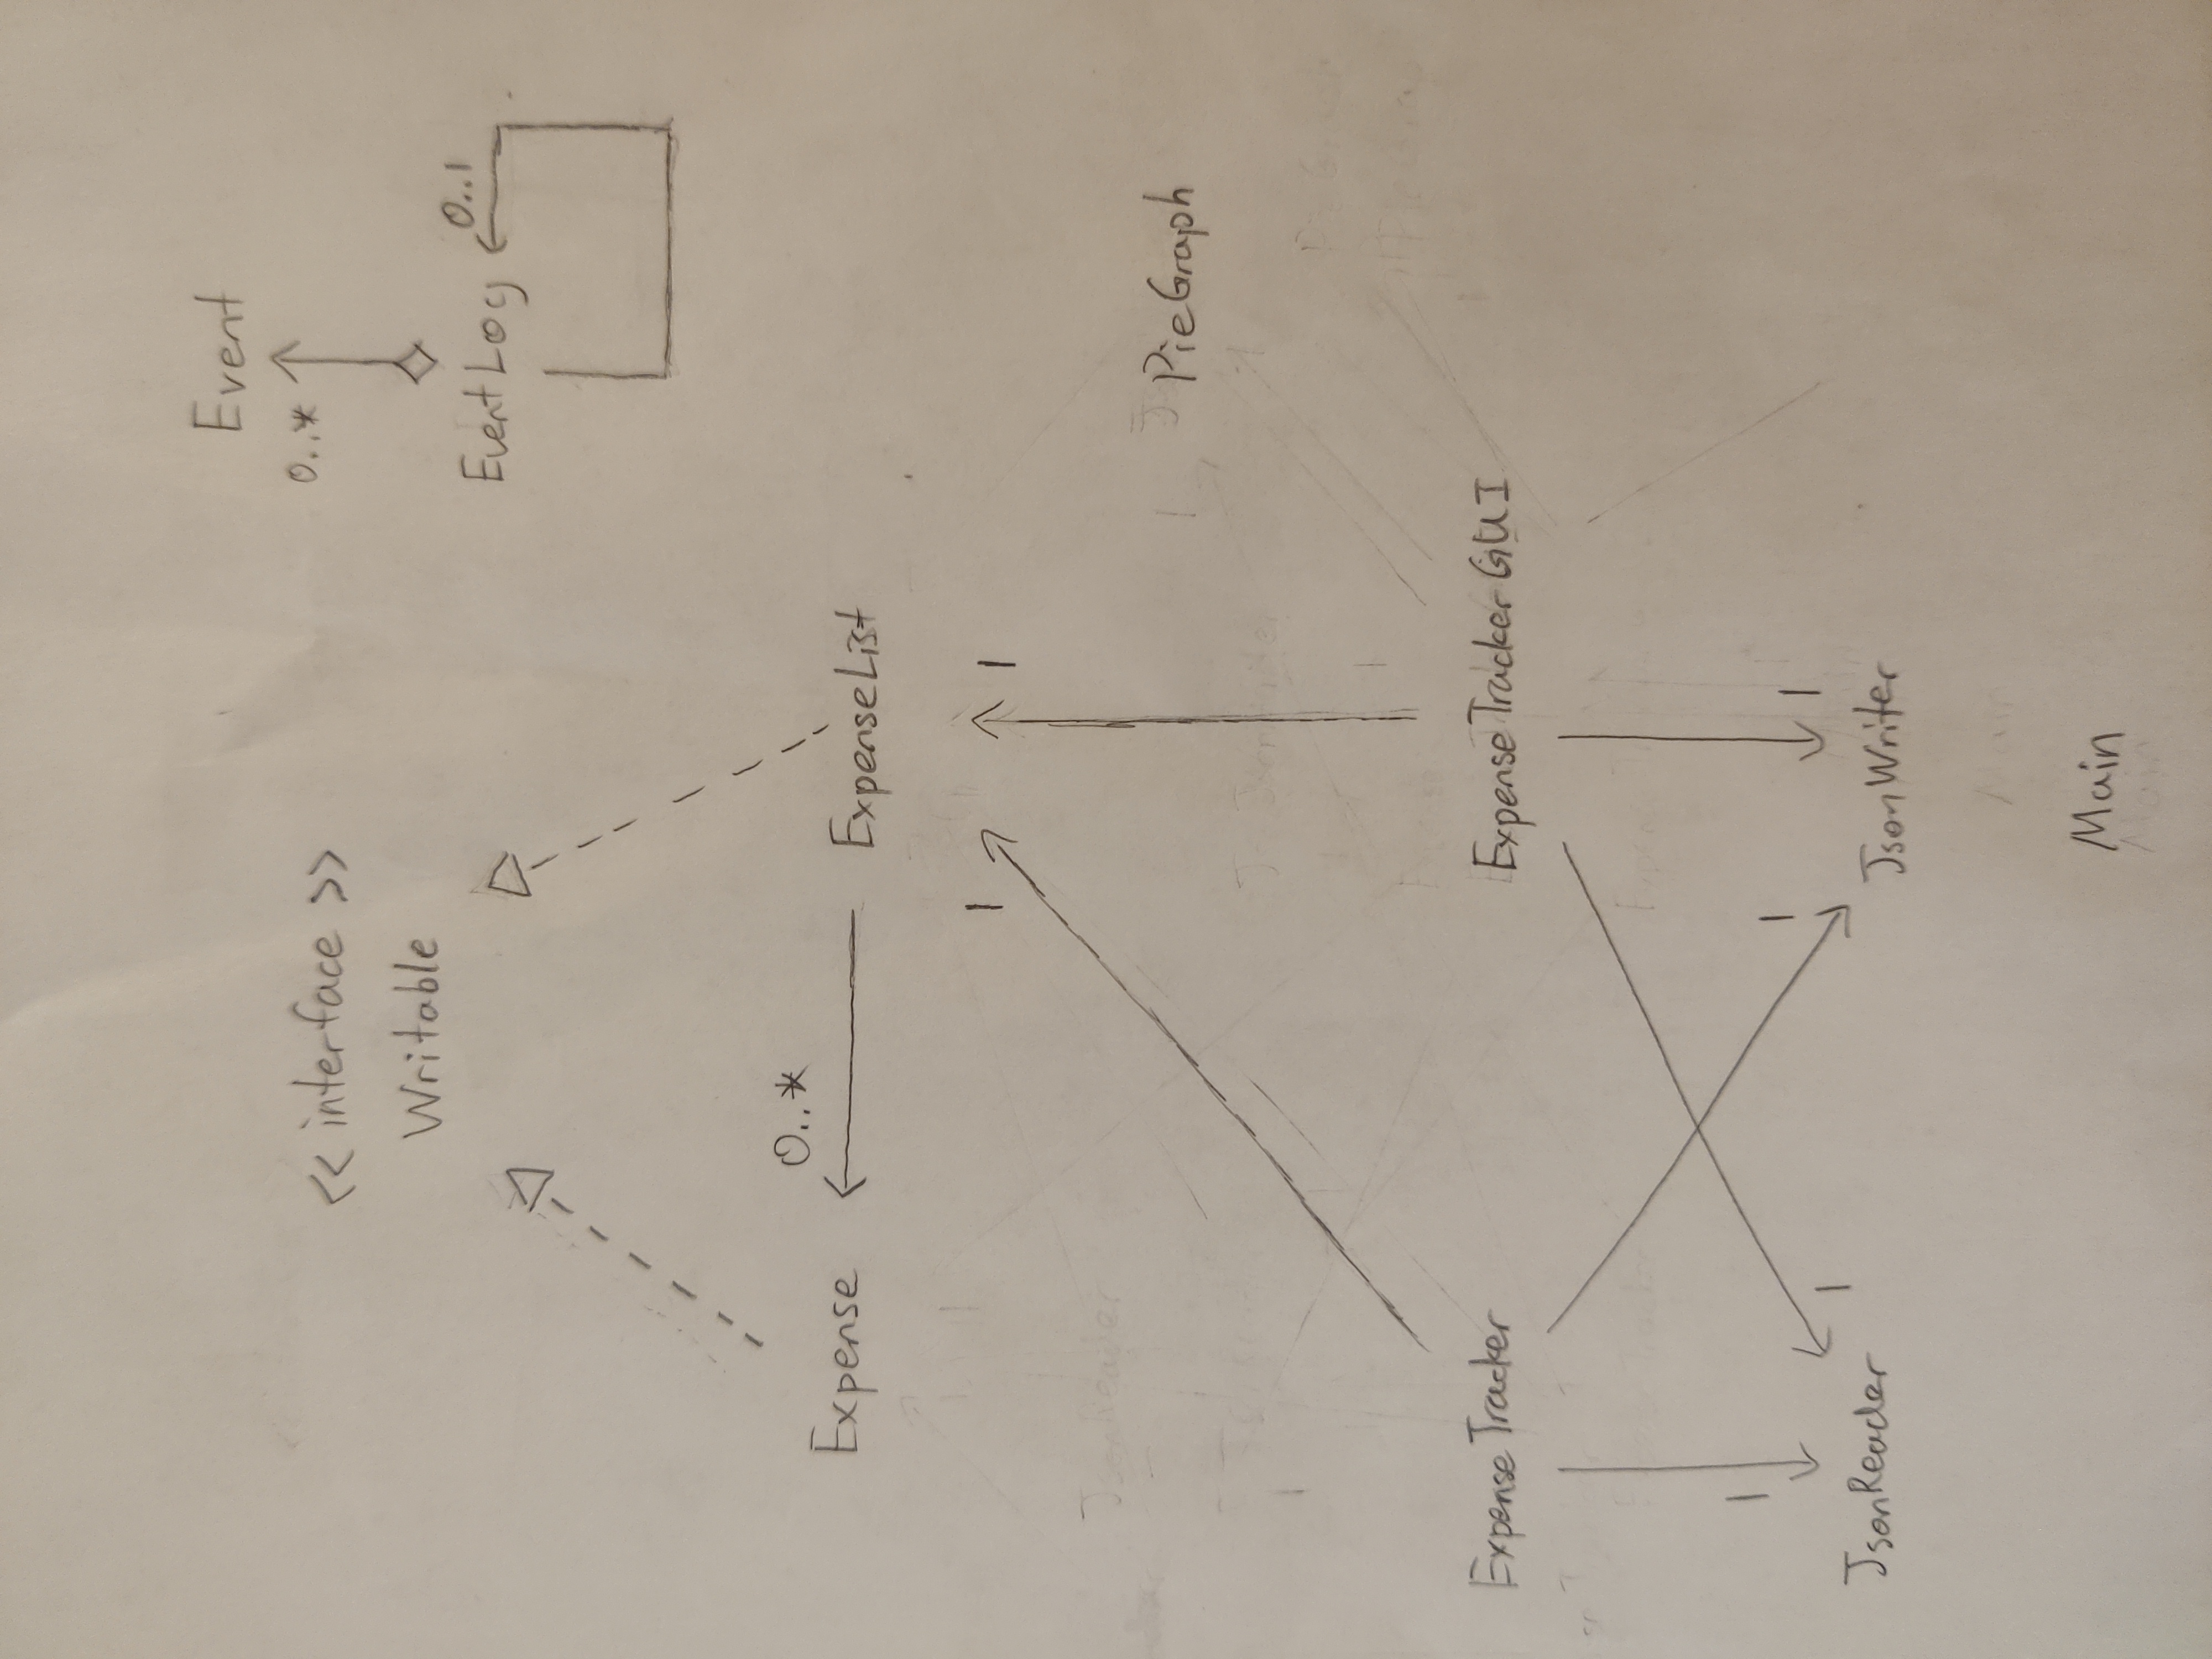 Event
0..*
<< interface >>
Writable
EventLog
0..1
0..*
Expense
ExpenseList
1
1
PieGraph
ExpenseTracker
ExpenseTrackerGUI
1
1
1
1
JsonReader
JsonWriter
Main